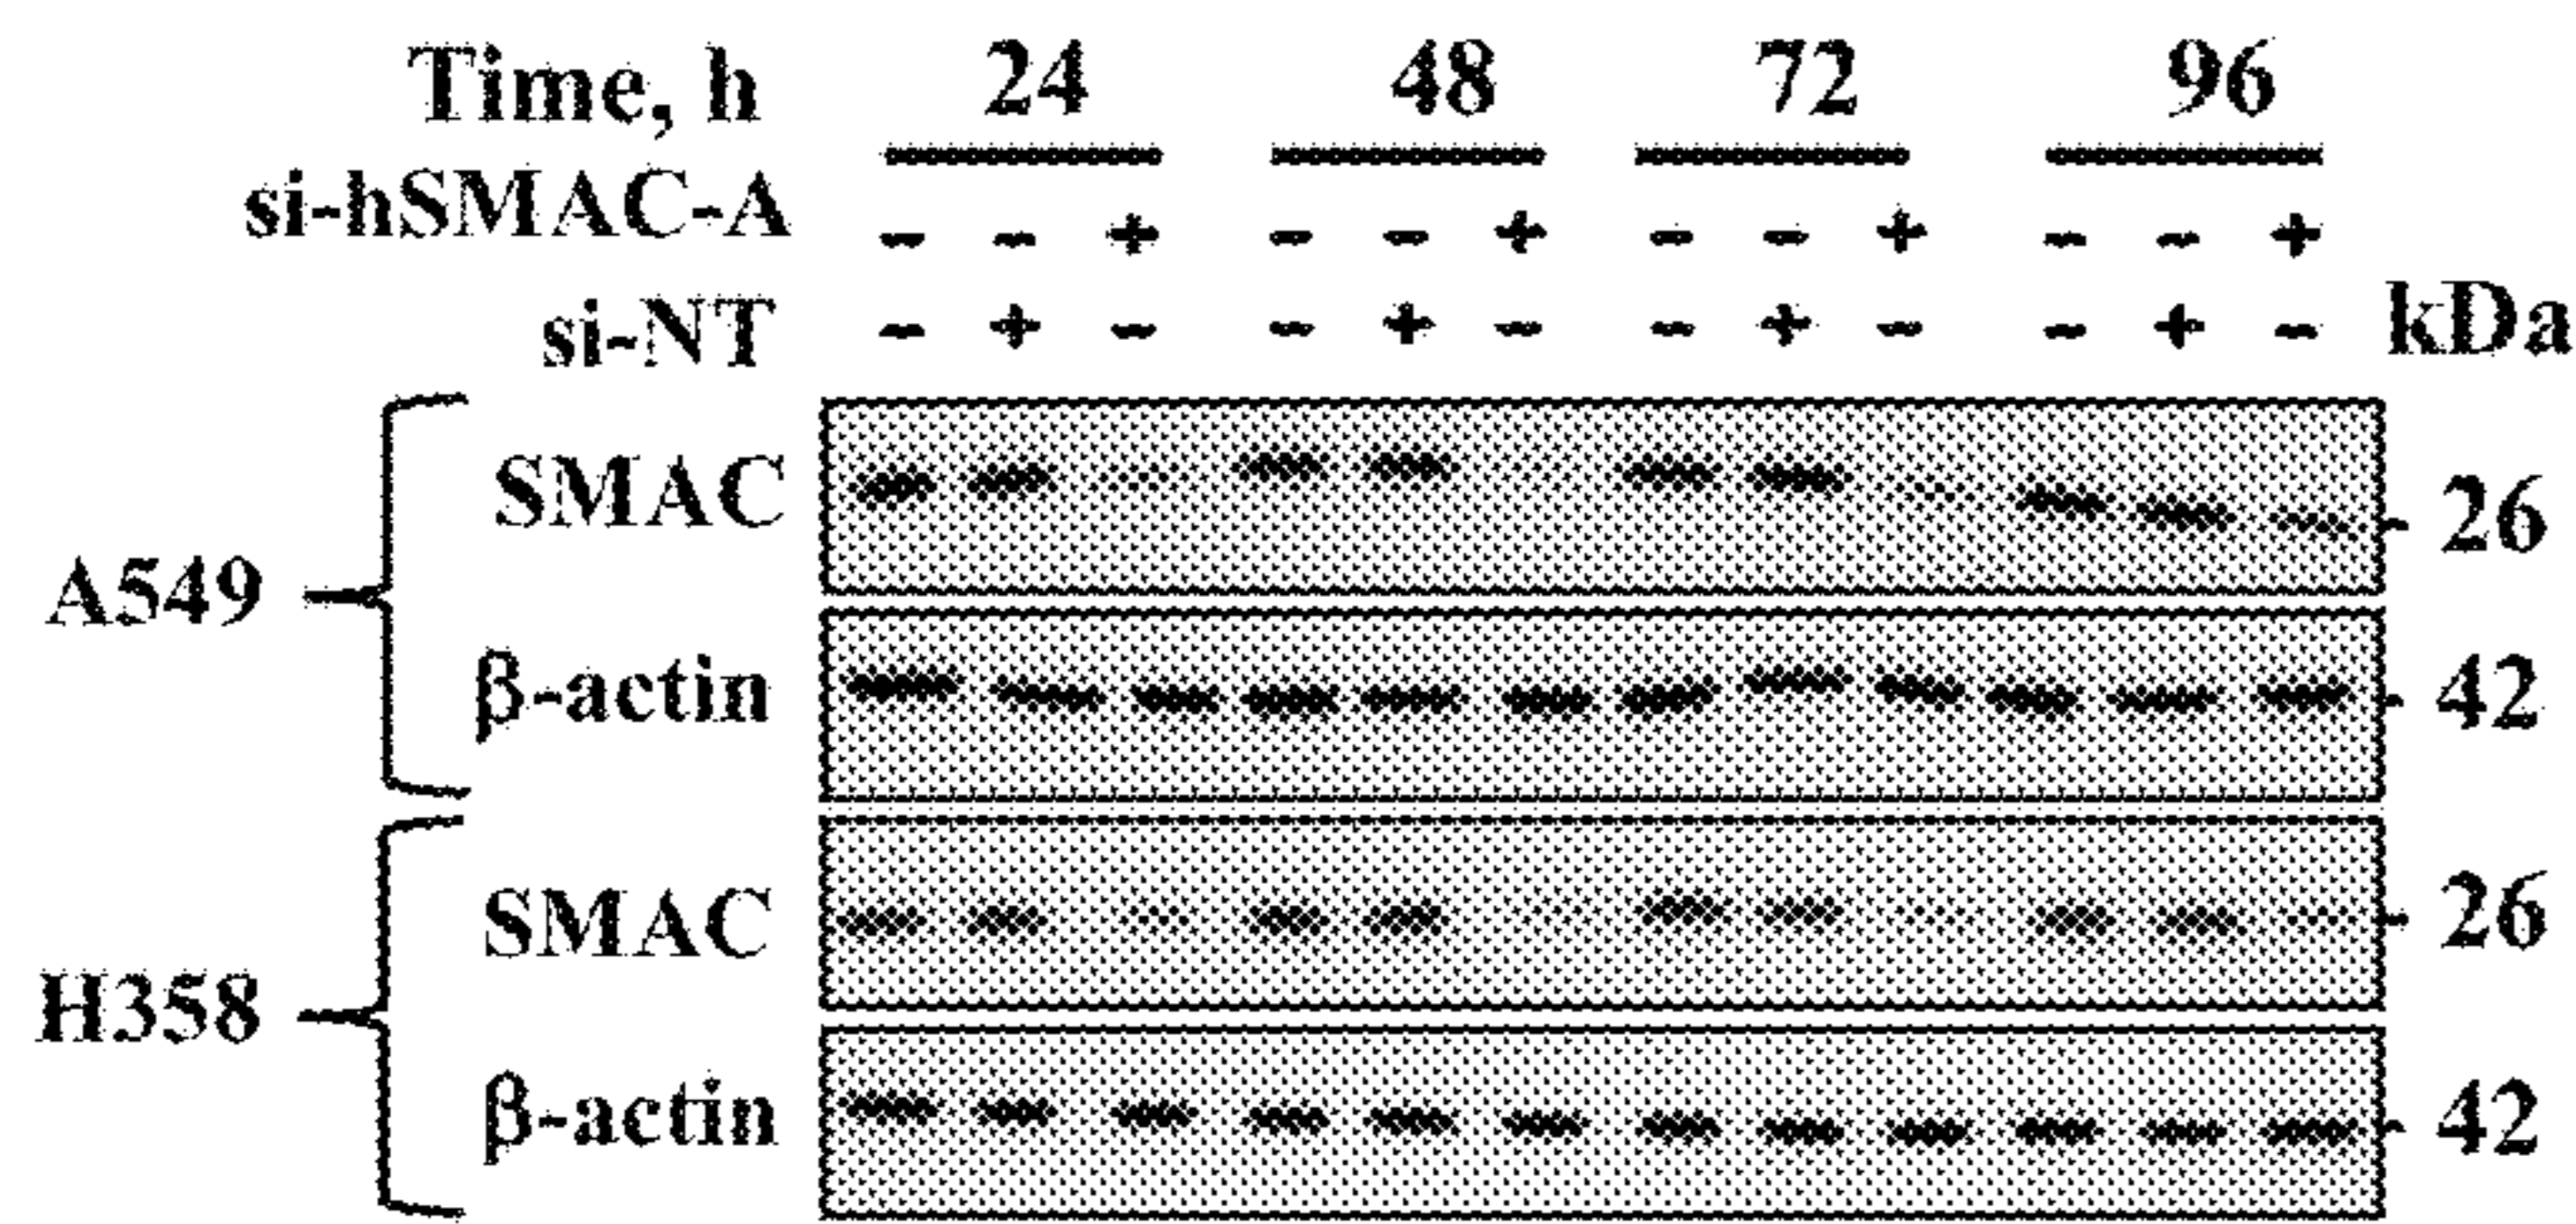 Time, h 24 48 72 96
si-hSMAC-A - - + - - + - - + - - +
si-NT - + - - + - - + - - + - kDa
SMAC 26
A549
β-actin 42
SMAC 26
H358
β-actin 42